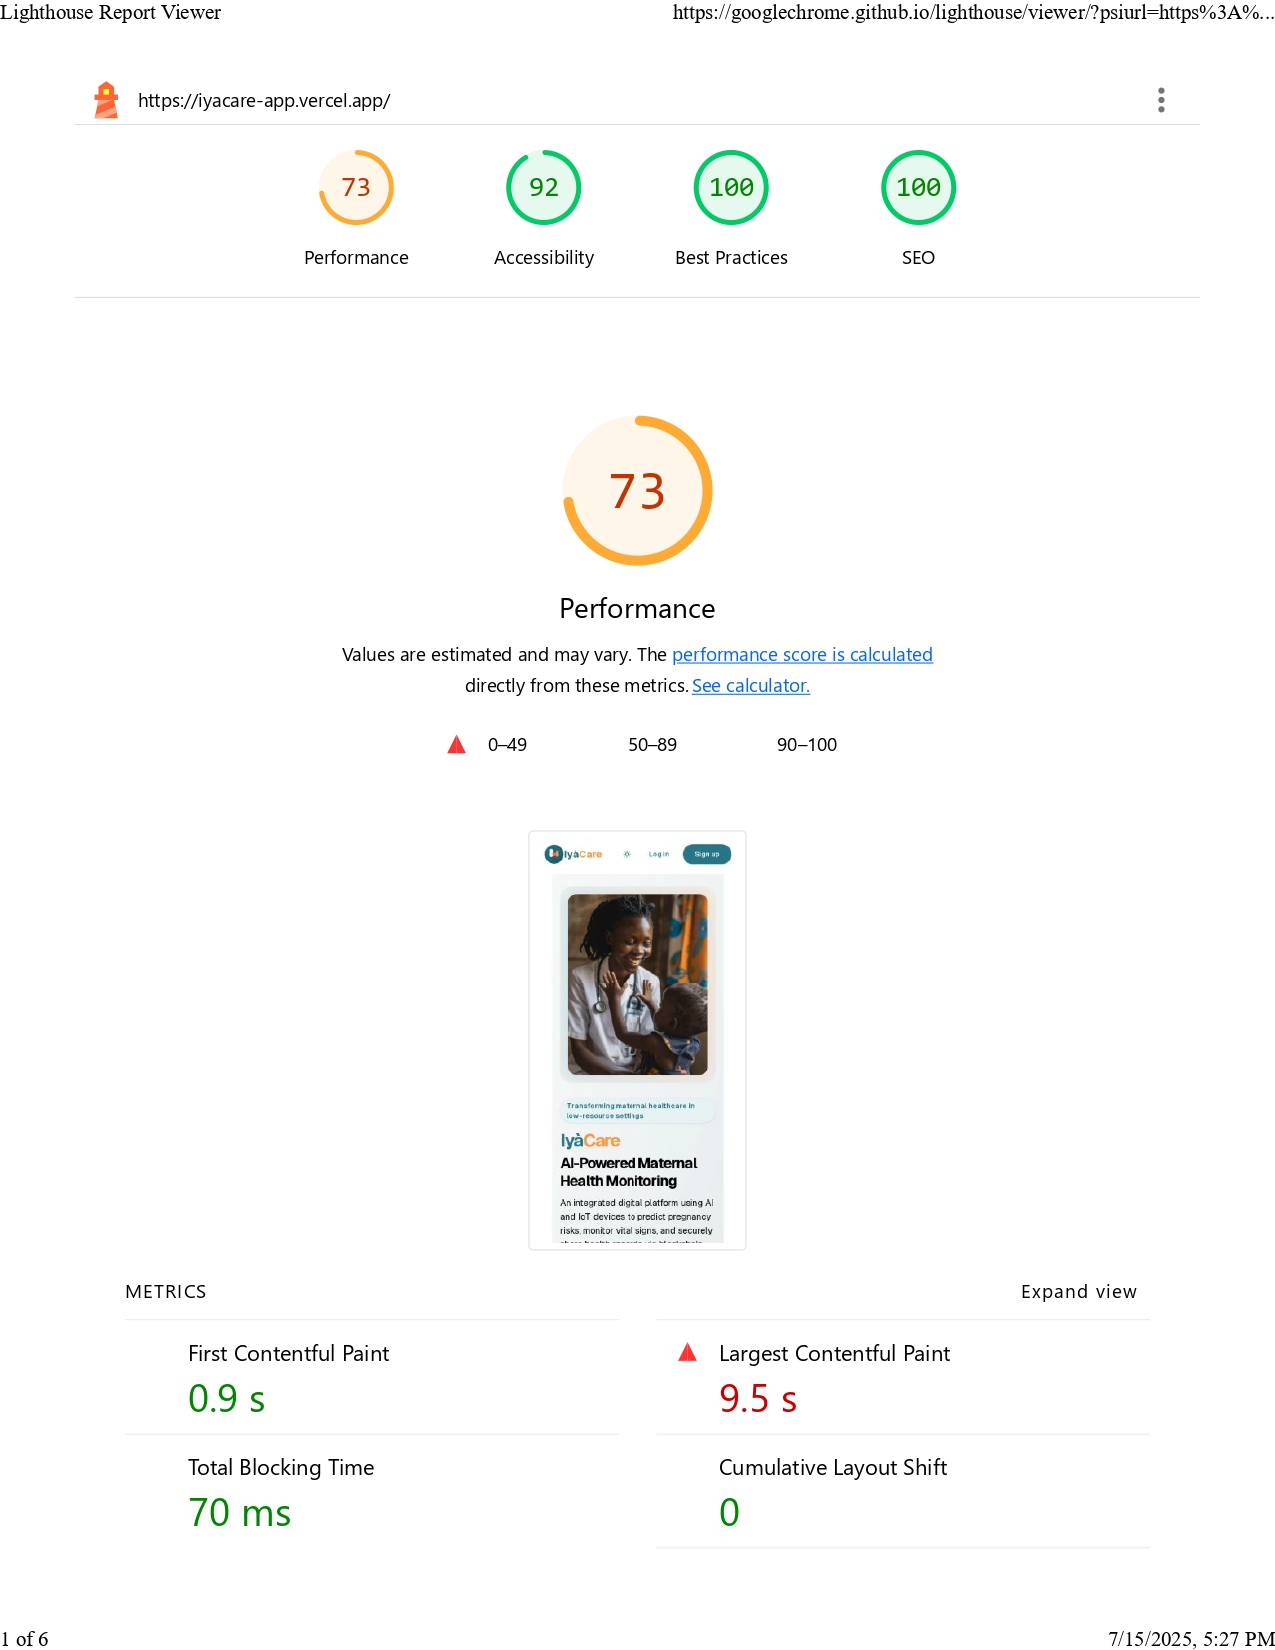 Lighthouse Report Viewer
https://googlechrome.github.io/lighthouse/viewer/?psiurl=https%3A%...
https://iyacare-app.vercel.app/
73
92
100
100
Performance
Accessibility
Best Practices
SEO
73
Performance
Values are estimated and may vary. The performance score is calculated
directly from these metrics. See calculator.
0–49
50–89
90–100
IyàCare
Log in
Sign up
Transforming maternal healthcare in
low-resource settings
IyàCare
AI-Powered Maternal
Health Monitoring
An integrated digital platform using AI
and IoT devices to predict pregnancy
risks, monitor vital signs, and securely
METRICS
Expand view
First Contentful Paint
0.9 s
Largest Contentful Paint
9.5 s
Total Blocking Time
70 ms
Cumulative Layout Shift
0
1 of 6
7/15/2025, 5:27 PM